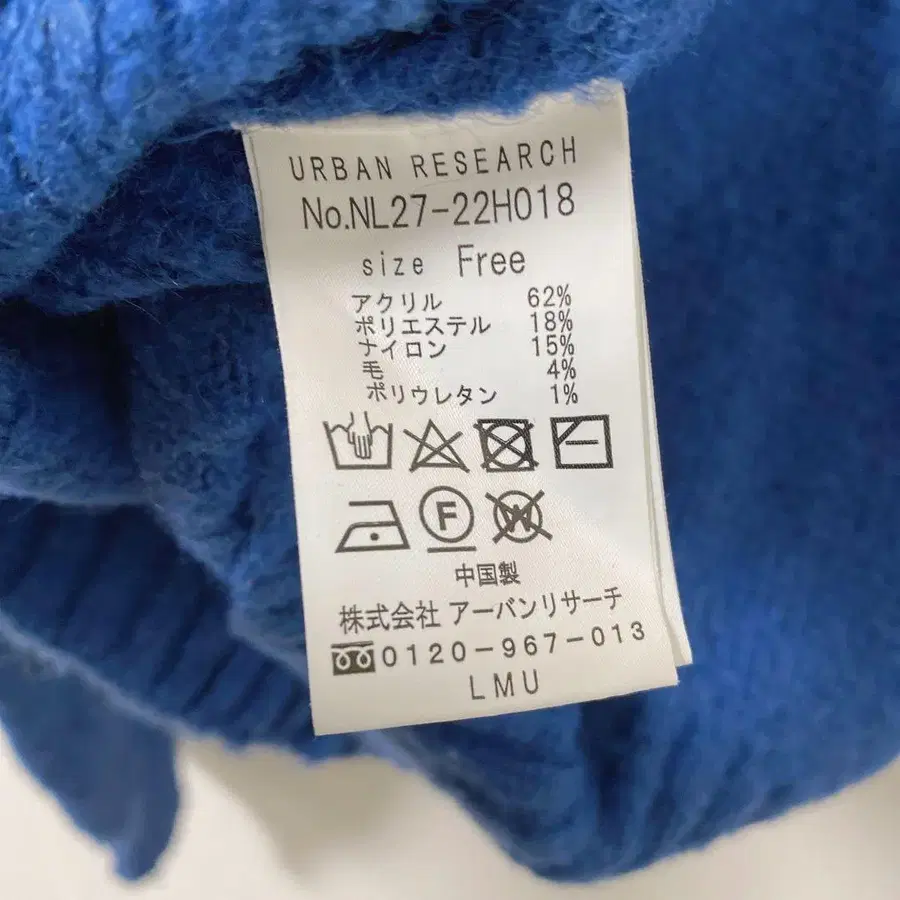 URBAN RESEARCH
No.NL27-22H018
size Free
アクリル 62%
ポリエステル 18%
ナイロン 15%
毛 4%
ポリウレタン 1%
F W
中国製
株式会社 アーバンリサーチ
0120-967-013
LMU